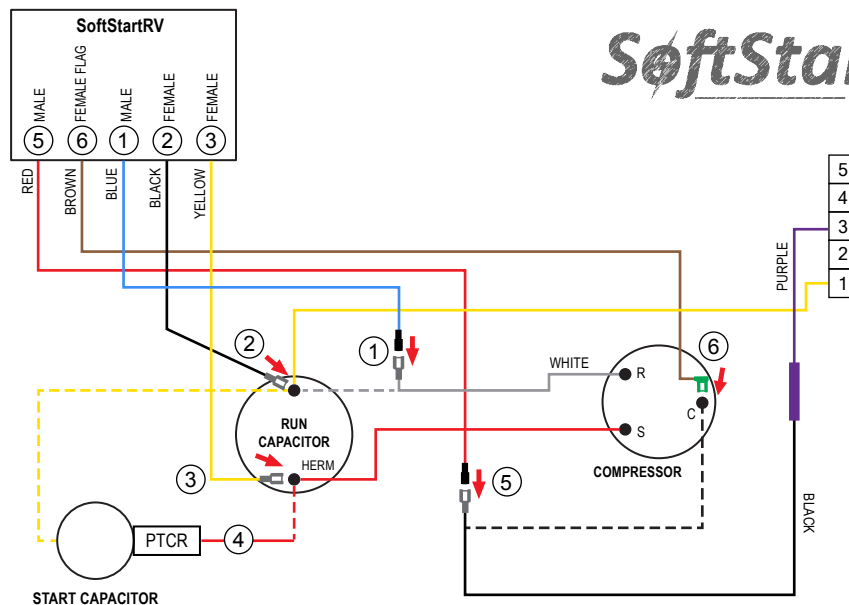 SoftStartRV
MALE
FEMALE FLAG
MALE
FEMALE
FEMALE
5
6
1
2
3
RED
BROWN
BLUE
BLACK
YELLOW
SoftStar
5
4
3
2
1
PURPLE
2
1
6
WHITE
R
C
S
RUN
CAPACITOR
HERM
COMPRESSOR
3
5
BLACK
PTCR
4
START CAPACITOR